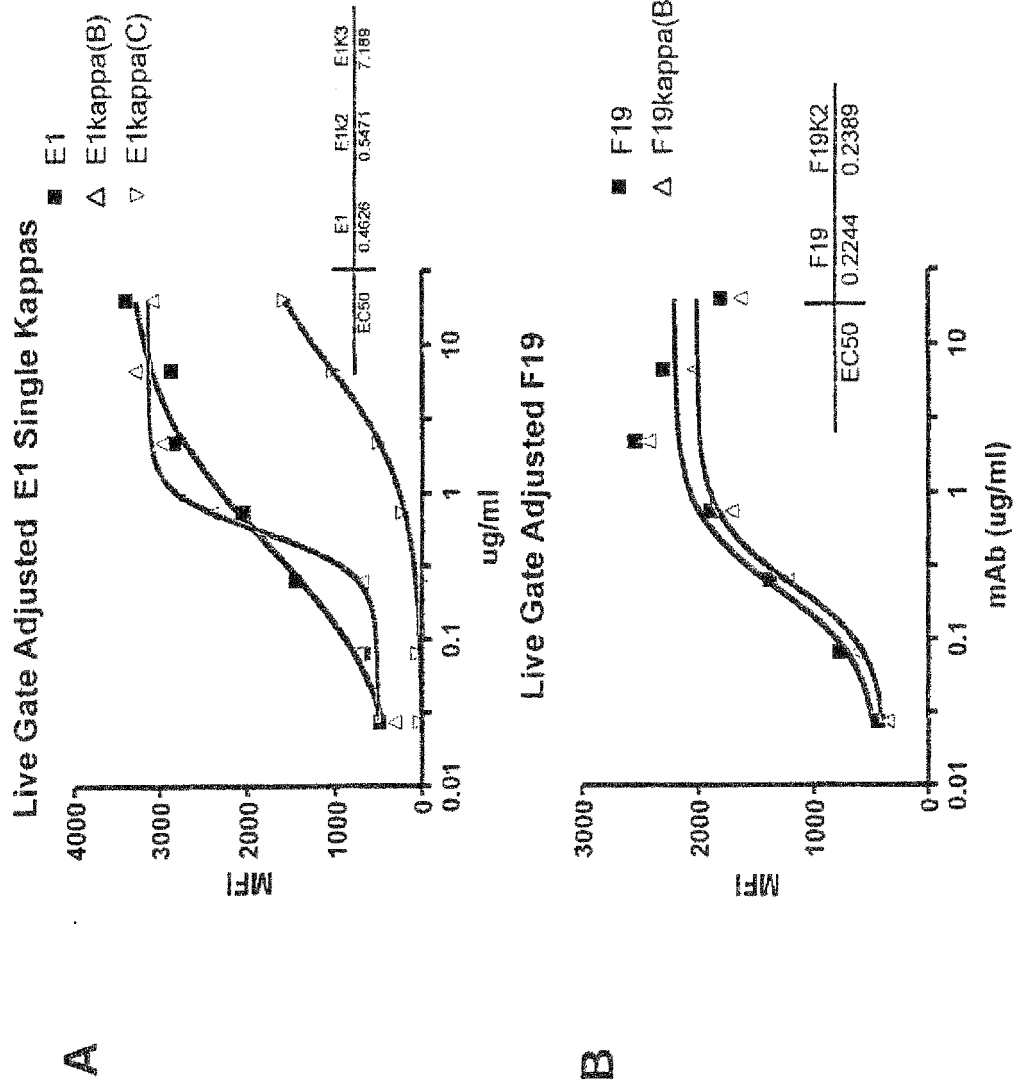 A
Live Gate Adjusted E1 Single Kappas
E1
E1kappa(B)
E1kappa(C)
MFI
4000
3000
2000
1000
0
0.01
0.1
1
10
ug/ml
E1 E1K2 E1K3
EC50 0.4626 0.5471 7.189
B
Live Gate Adjusted F19
F19
F19kappa(B
MFI
3000
2000
1000
0
0.01
0.1
1
10
mAb (ug/ml)
F19 F19K2
EC50 0.2244 0.2389